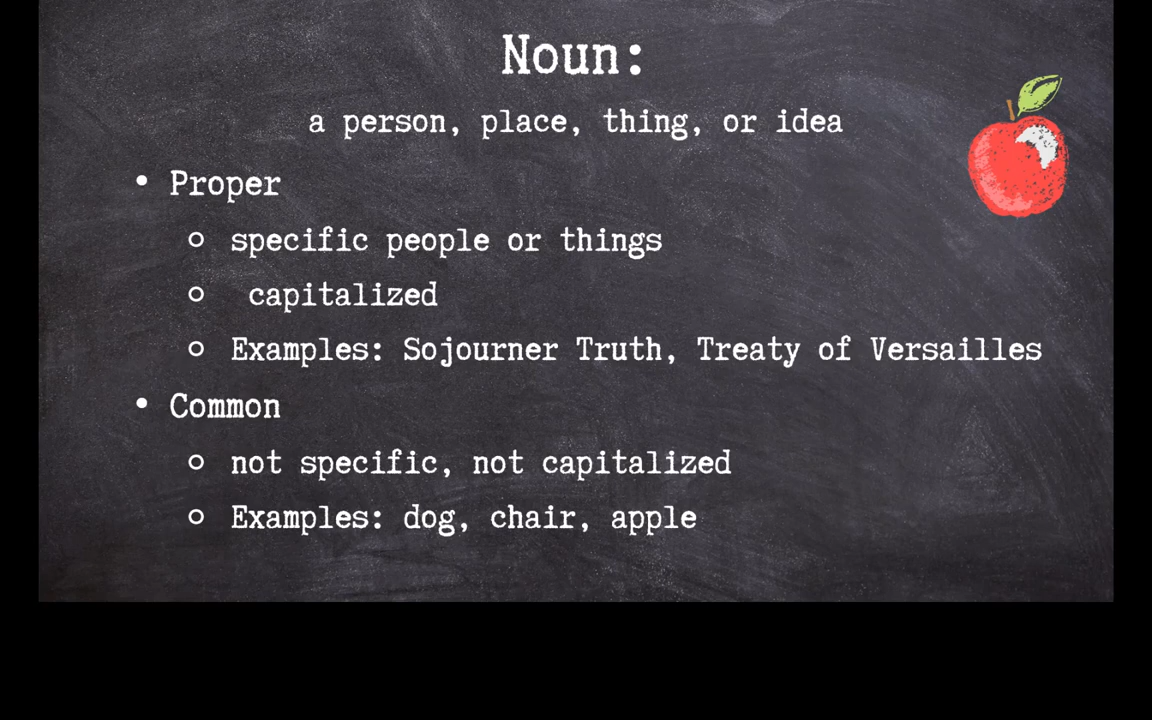 Noun:
a person, place, thing, or idea
• Proper
○ specific people or things
○ capitalized
○ Examples: Sojourner Truth, Treaty of Versailles
• Common
○ not specific, not capitalized
○ Examples: dog, chair, apple